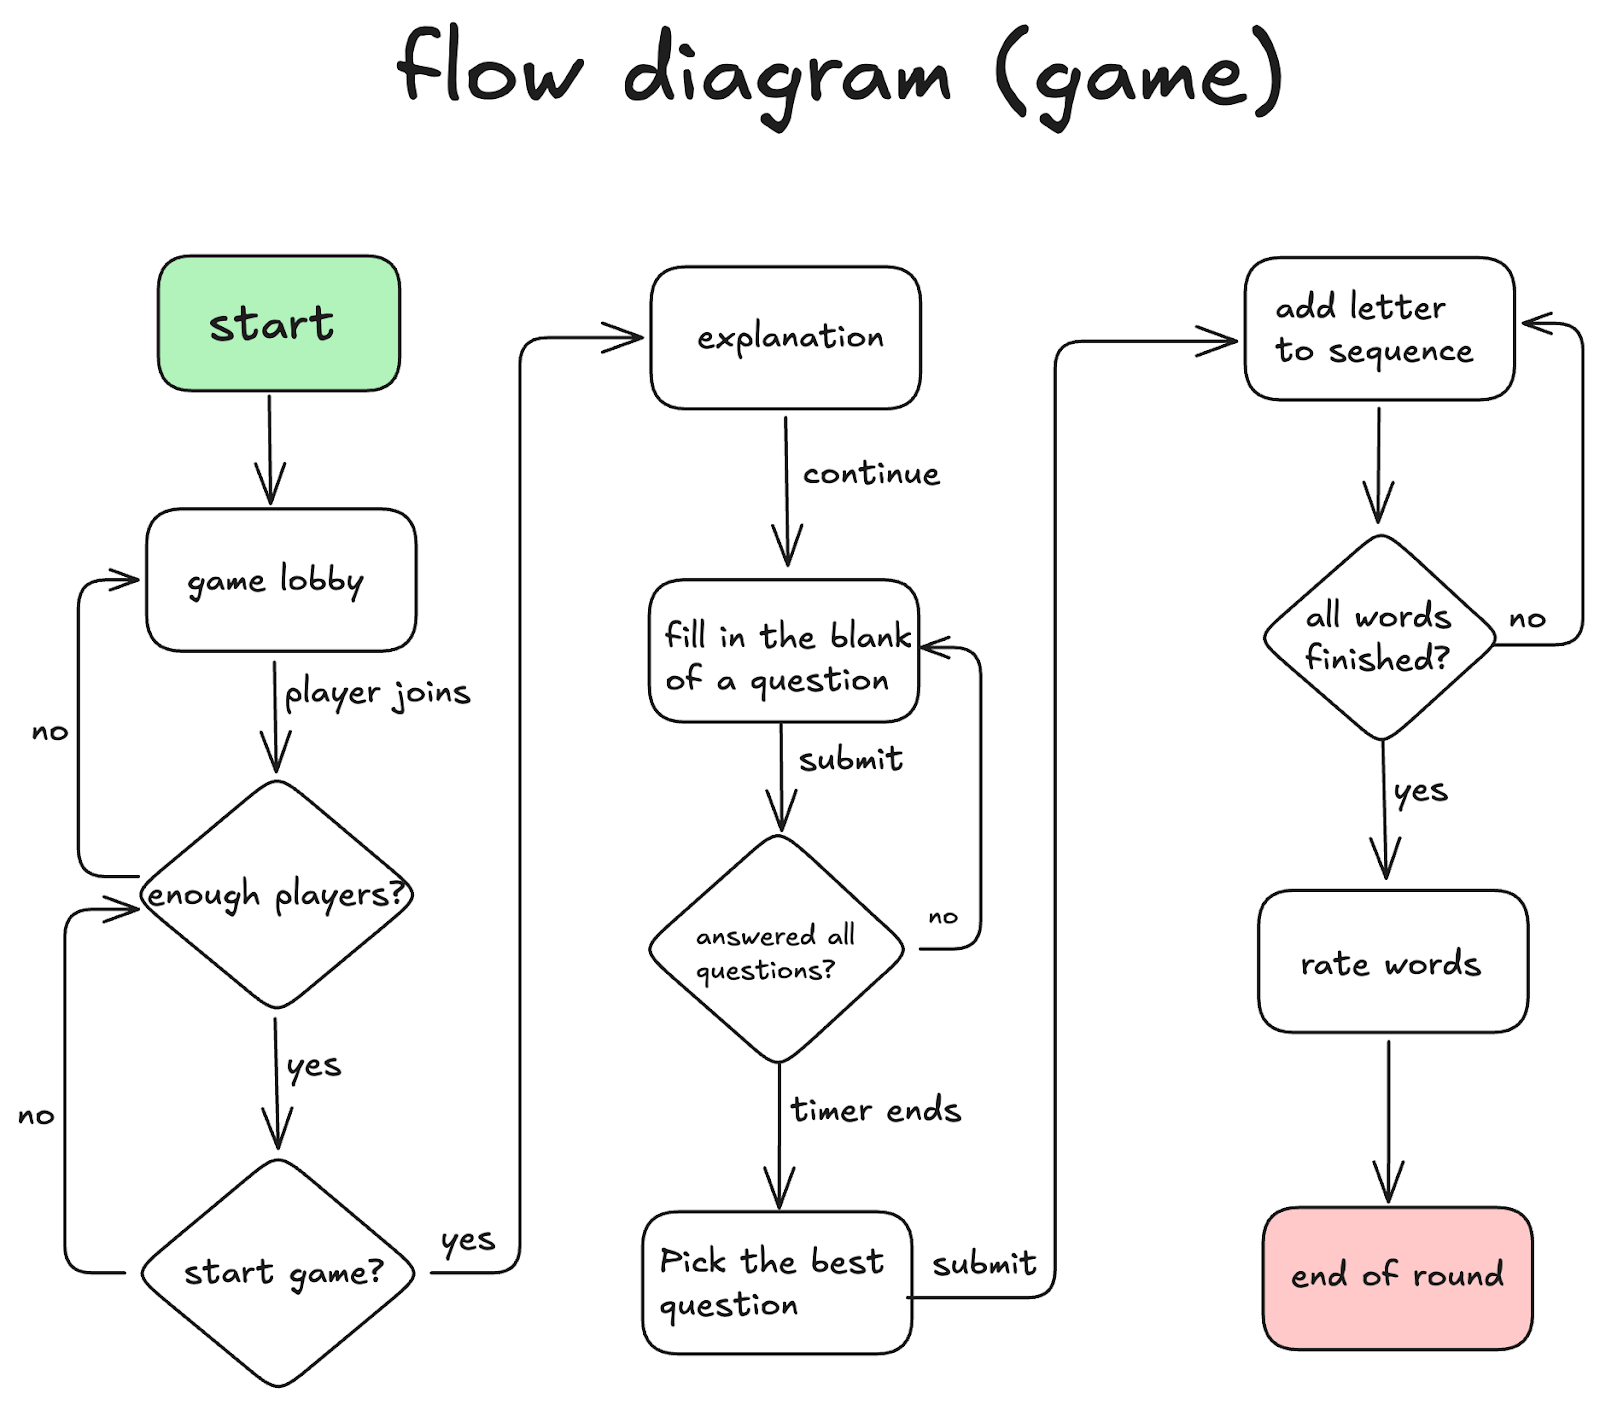 flow diagram (game)
start
game lobby
player joins
no
enough players?
yes
no
start game?
yes
explanation
continue
fill in the blank
of a question
submit
answered all
questions?
no
timer ends
Pick the best
question
submit
add letter
to sequence
all words
finished?
no
yes
rate words
end of round